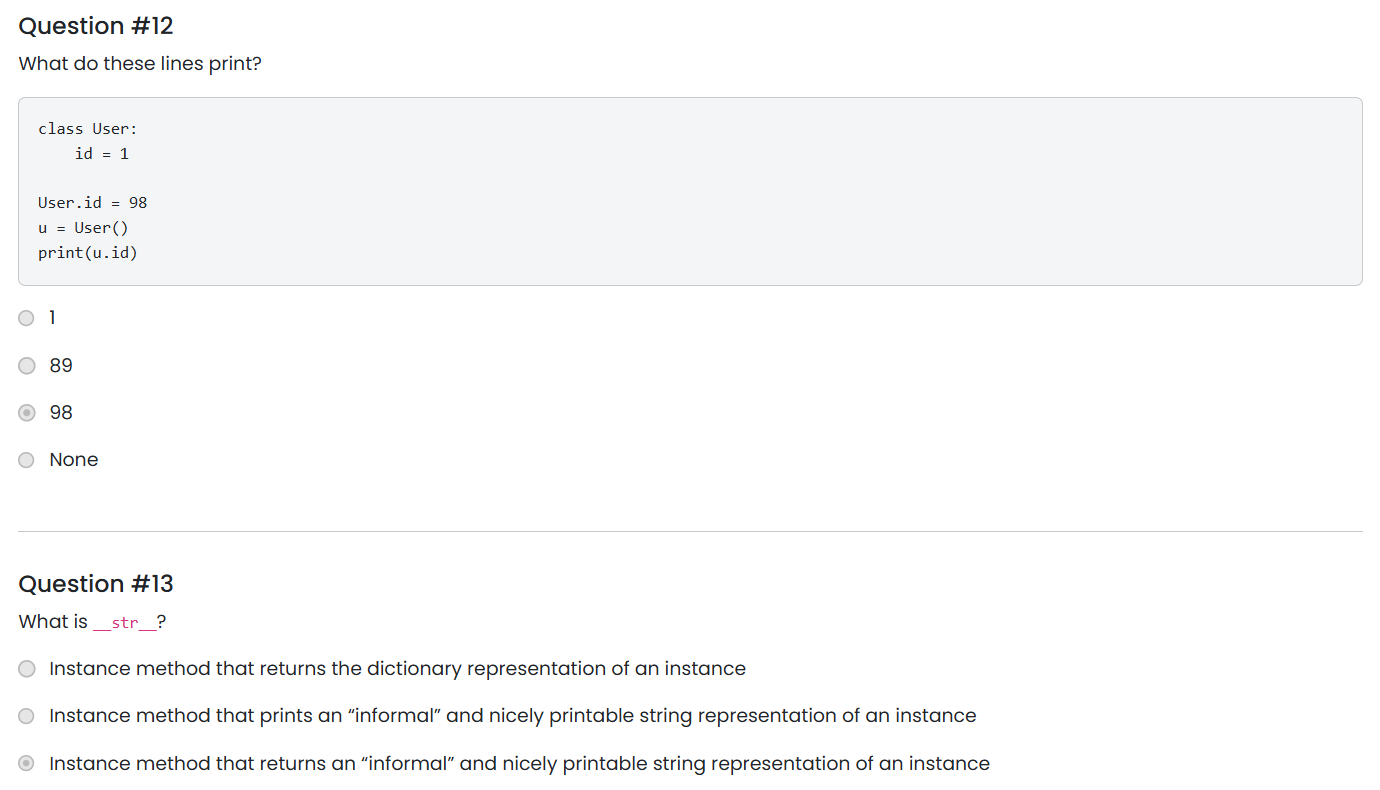 Question #12
What do these lines print?
class User:
    id = 1
User.id = 98
u = User()
print(u.id)
1
89
98
None
Question #13
What is __str__?
Instance method that returns the dictionary representation of an instance
Instance method that prints an “informal” and nicely printable string representation of an instance
Instance method that returns an “informal” and nicely printable string representation of an instance